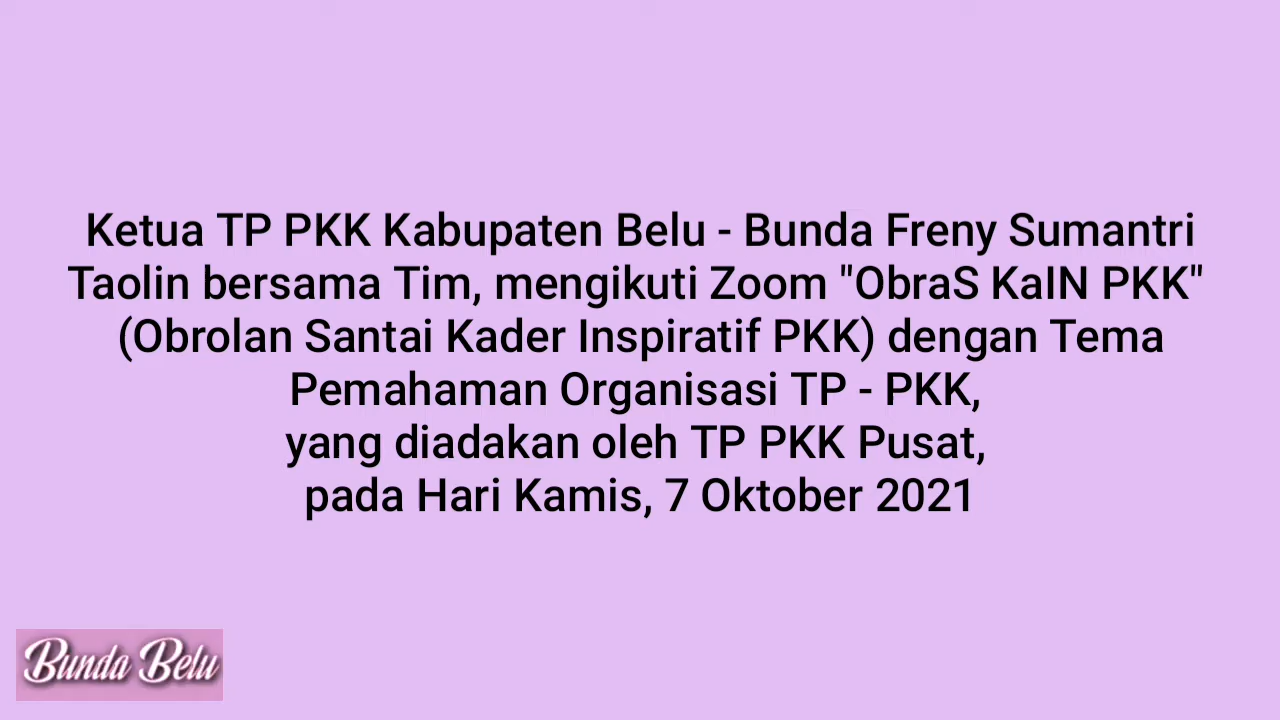 Ketua TP PKK Kabupaten Belu - Bunda Freny Sumantri
Taolin bersama Tim, mengikuti Zoom "ObraS KaIN PKK"
(Obrolan Santai Kader Inspiratif PKK) dengan Tema
Pemahaman Organisasi TP - PKK,
yang diadakan oleh TP PKK Pusat,
pada Hari Kamis, 7 Oktober 2021
Bunda Belu